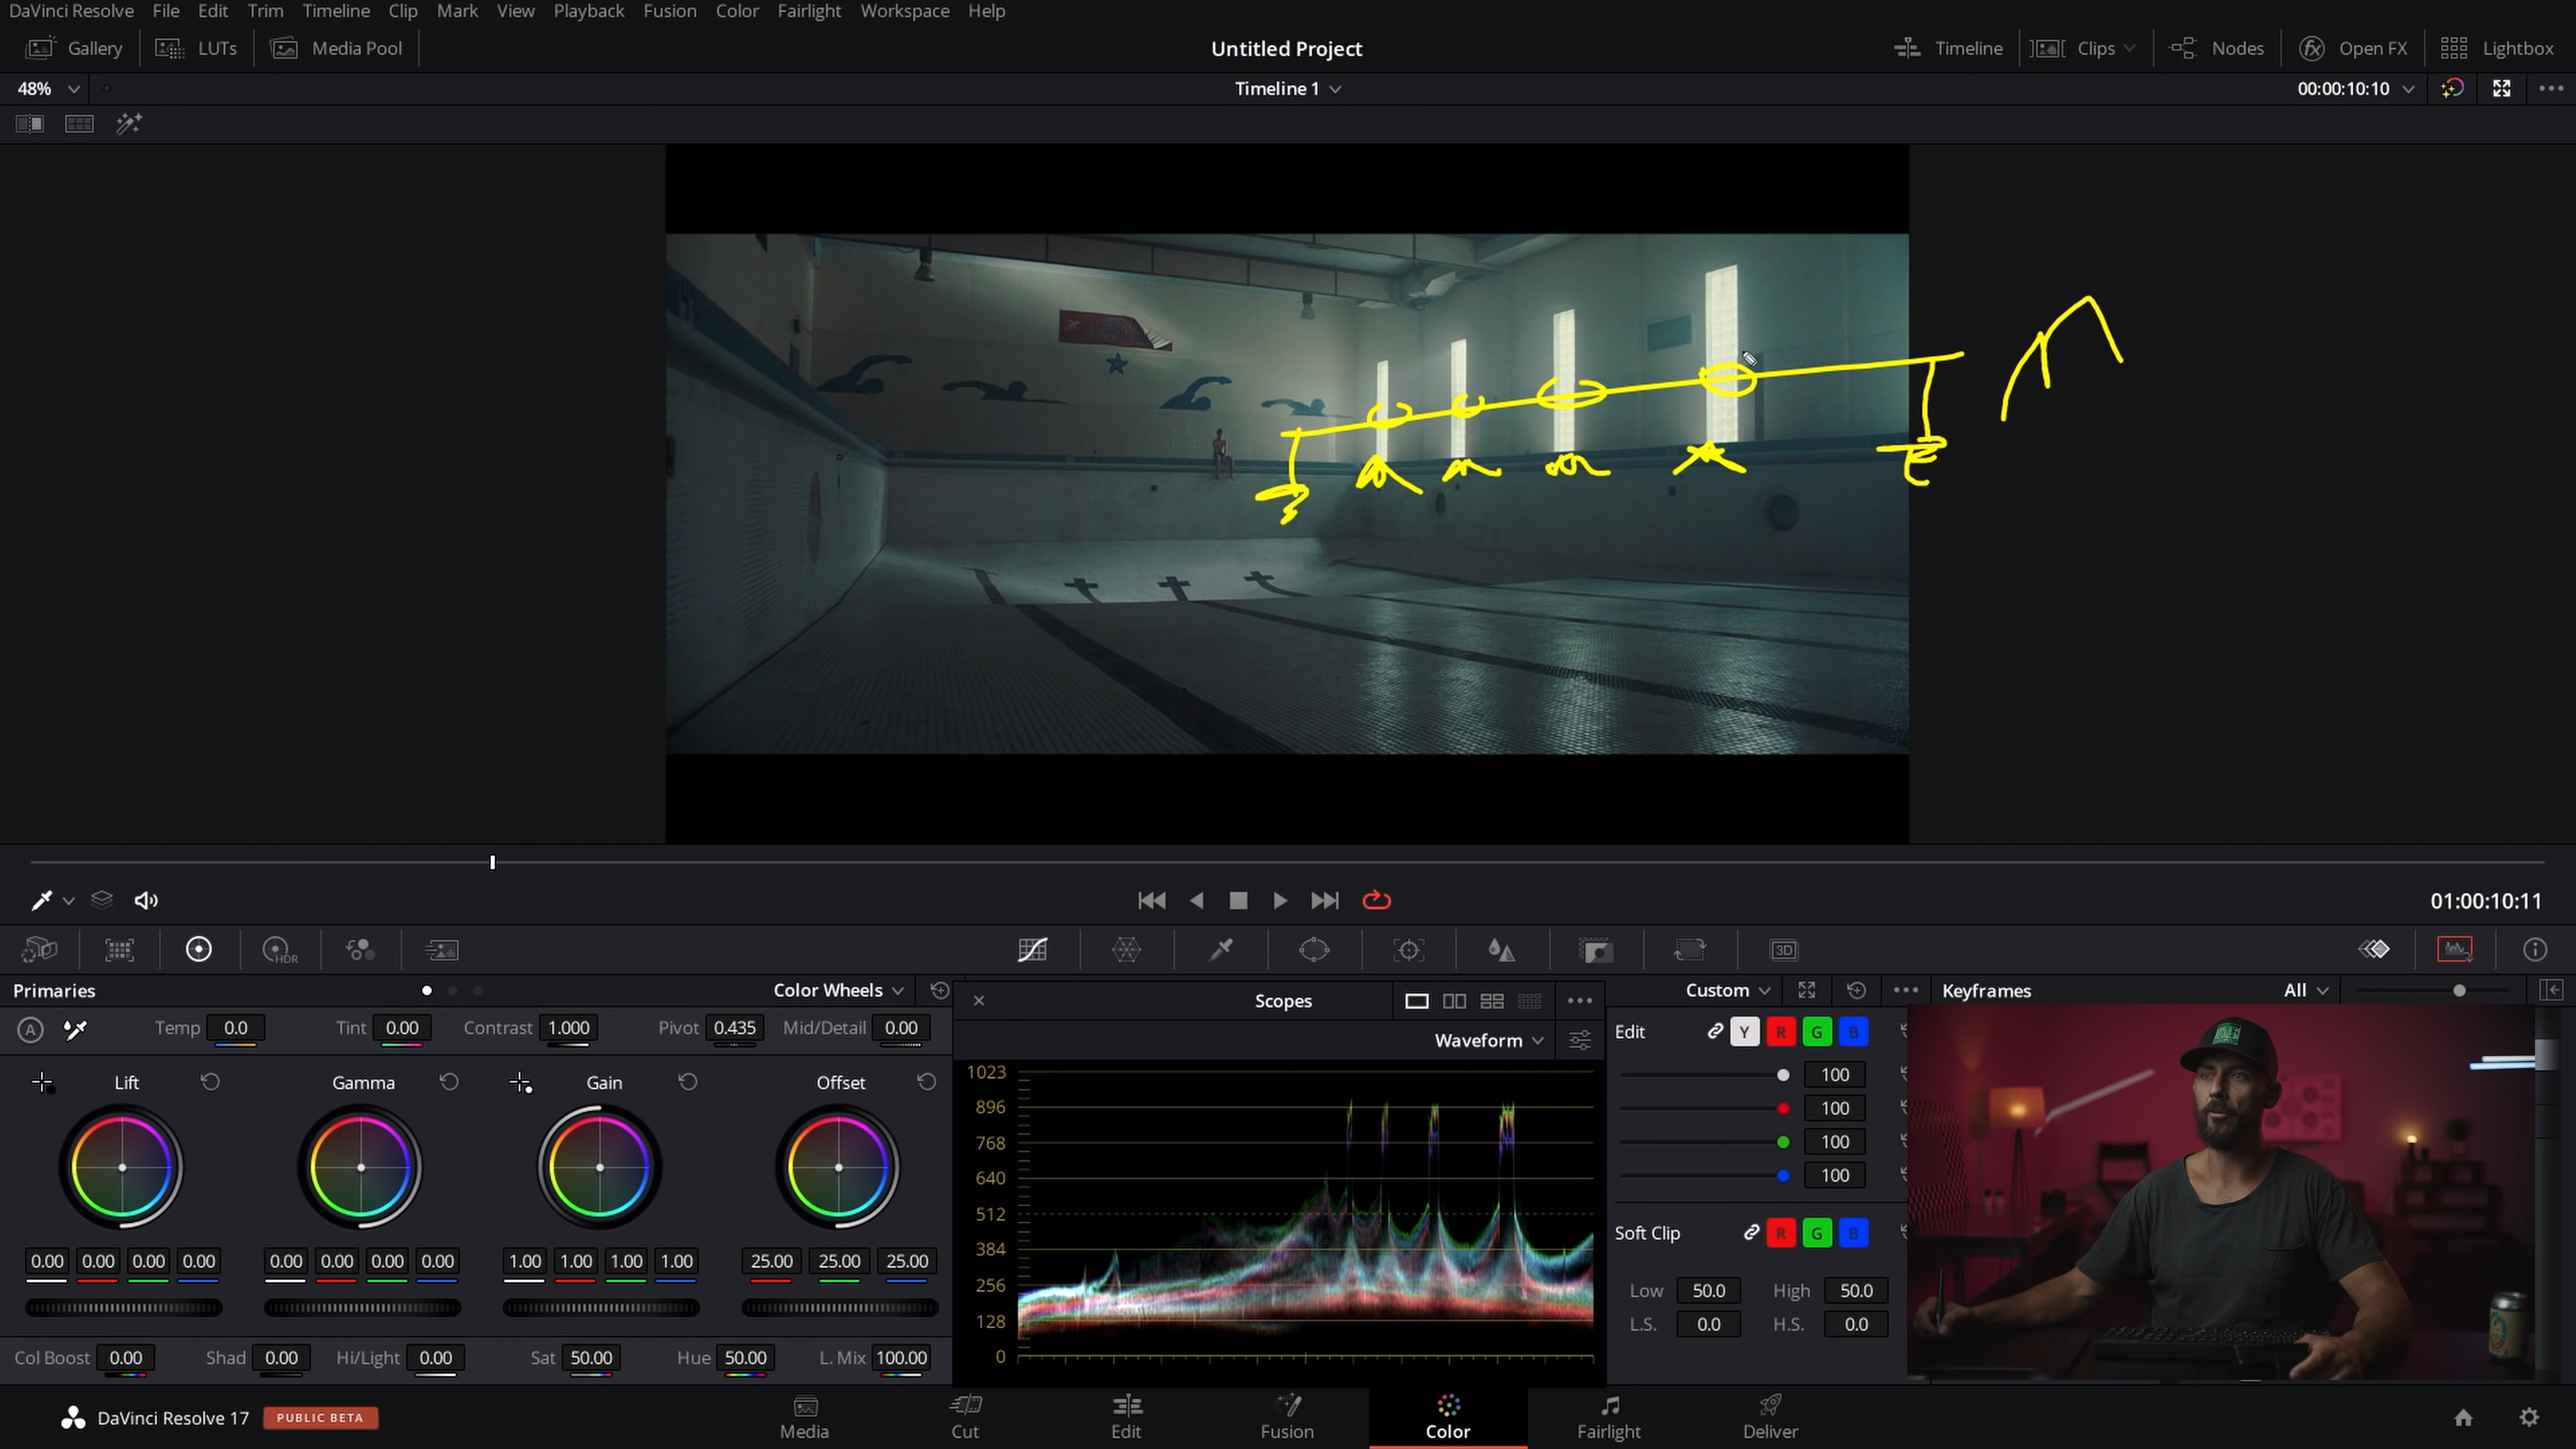 DaVinci Resolve File Edit Trim Timeline Clip Mark View Playback Fusion Color Fairlight Workspace Help
Gallery LUTs Media Pool Untitled Project Timeline Clips Nodes Open FX Lightbox
48% Timeline 1 00:00:10:10
01:00:10:11
HDR 3D
Primaries Color Wheels Scopes Custom Keyframes All
A Temp 0.0 Tint 0.00 Contrast 1.000 Pivot 0.435 Mid/Detail 0.00 Waveform Edit Y R G B
Lift Gamma Gain Offset
1023
896
768
640
512
384
256
128
0
100
100
100
100
Soft Clip R G B
Low 50.0 High 50.0
L.S. 0.0 H.S. 0.0
0.00 0.00 0.00 0.00 0.00 0.00 0.00 0.00 1.00 1.00 1.00 1.00 25.00 25.00 25.00
Col Boost 0.00 Shad 0.00 Hi/Light 0.00 Sat 50.00 Hue 50.00 L. Mix 100.00
DaVinci Resolve 17 PUBLIC BETA Media Cut Edit Fusion Color Fairlight Deliver